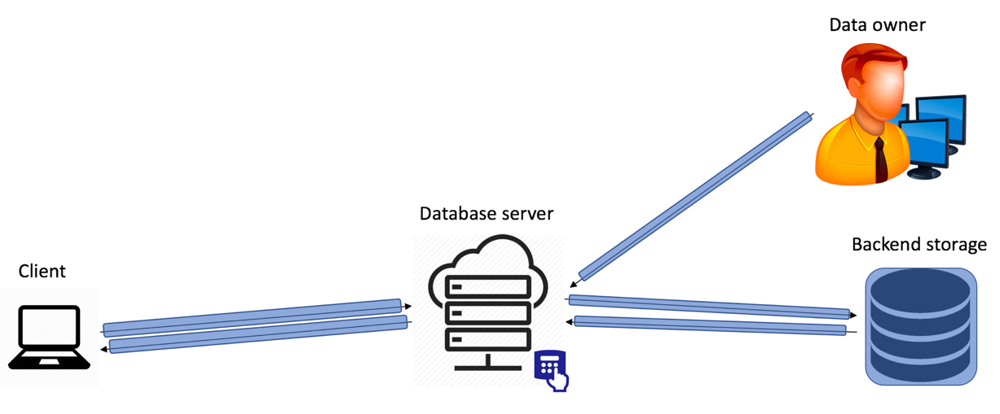 Data owner
Database server
Backend storage
Client